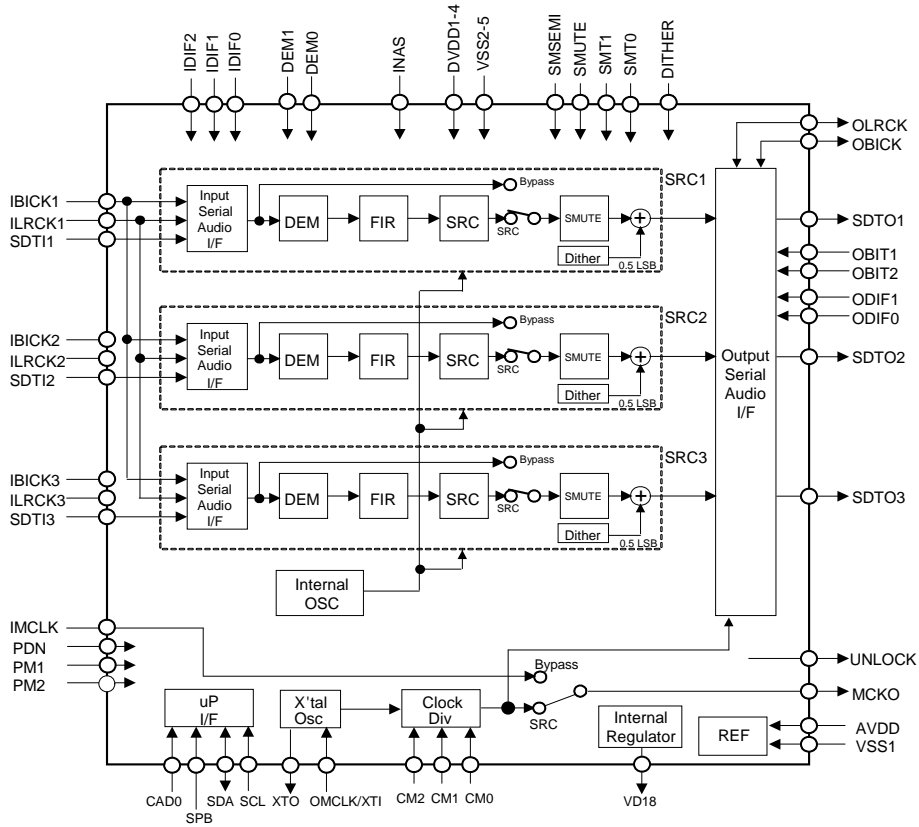 IDIF2
IDIF1
IDIF0
DEM1
DEM0
INAS
DVDD1-4
VSS2-5
SMSEMI
SMUTE
SMT1
SMT0
DITHER
OLRCK
OBICK
IBICK1
ILRCK1
SDTI1
Input
Serial
Audio
I/F
DEM
FIR
SRC
SRC
Bypass
SMUTE
Dither
0.5 LSB
SRC1
SDTO1
OBIT1
OBIT2
ODIF1
ODIF0
IBICK2
ILRCK2
SDTI2
Input
Serial
Audio
I/F
DEM
FIR
SRC
SRC
Bypass
SMUTE
Dither
0.5 LSB
SRC2
Output
Serial
Audio
I/F
SDTO2
IBICK3
ILRCK3
SDTI3
Input
Serial
Audio
I/F
DEM
FIR
SRC
SRC
Bypass
SMUTE
Dither
0.5 LSB
SRC3
SDTO3
Internal
OSC
IMCLK
PDN
PM1
PM2
Bypass
SRC
UNLOCK
MCKO
AVDD
VSS1
uP
I/F
X'tal
Osc
Clock
Div
Internal
Regulator
REF
CAD0
SPB
SDA
SCL
XTO
OMCLK/XTI
CM2
CM1
CM0
VD18